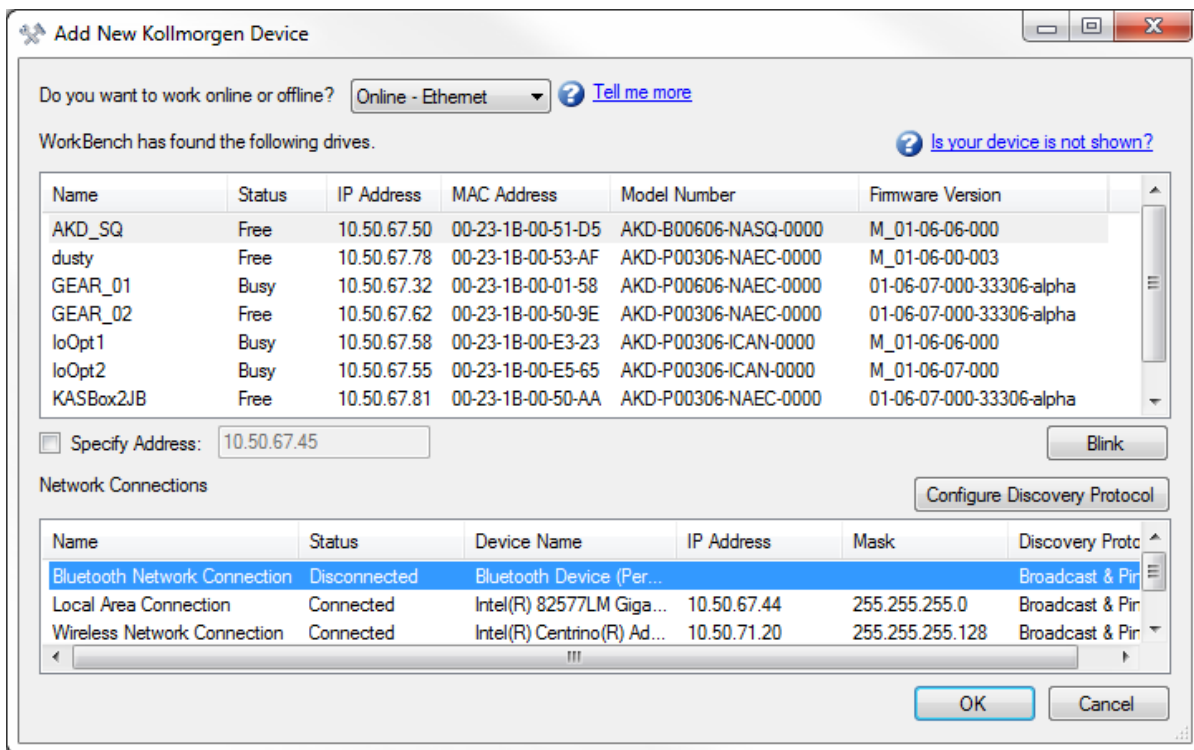 Add New Kollmorgen Device
Do you want to work online or offline? Online - Ethernet Tell me more
WorkBench has found the following drives. Is your device is not shown?
Name Status IP Address MAC Address Model Number Firmware Version
AKD_SQ Free 10.50.67.50 00-23-1B-00-51-D5 AKD-B00606-NASQ-0000 M_01-06-06-000
dusty Free 10.50.67.78 00-23-1B-00-53-AF AKD-P00306-NAEC-0000 M_01-06-00-003
GEAR_01 Busy 10.50.67.32 00-23-1B-00-01-58 AKD-P00606-NAEC-0000 01-06-07-000-33306-alpha
GEAR_02 Free 10.50.67.62 00-23-1B-00-50-9E AKD-P00306-NAEC-0000 01-06-07-000-33306-alpha
IoOpt1 Busy 10.50.67.58 00-23-1B-00-E3-23 AKD-P00306-ICAN-0000 M_01-06-06-000
IoOpt2 Busy 10.50.67.55 00-23-1B-00-E5-65 AKD-P00306-ICAN-0000 M_01-06-07-000
KASBox2JB Free 10.50.67.81 00-23-1B-00-50-AA AKD-P00306-NAEC-0000 01-06-07-000-33306-alpha
Specify Address: 10.50.67.45 Blink
Network Connections Configure Discovery Protocol
Name Status Device Name IP Address Mask Discovery Protc
Bluetooth Network Connection Disconnected Bluetooth Device (Per... Broadcast & Pin
Local Area Connection Connected Intel(R) 82577LM Giga... 10.50.67.44 255.255.255.0 Broadcast & Pin
Wireless Network Connection Connected Intel(R) Centrino(R) Ad... 10.50.71.20 255.255.255.128 Broadcast & Pin
OK Cancel